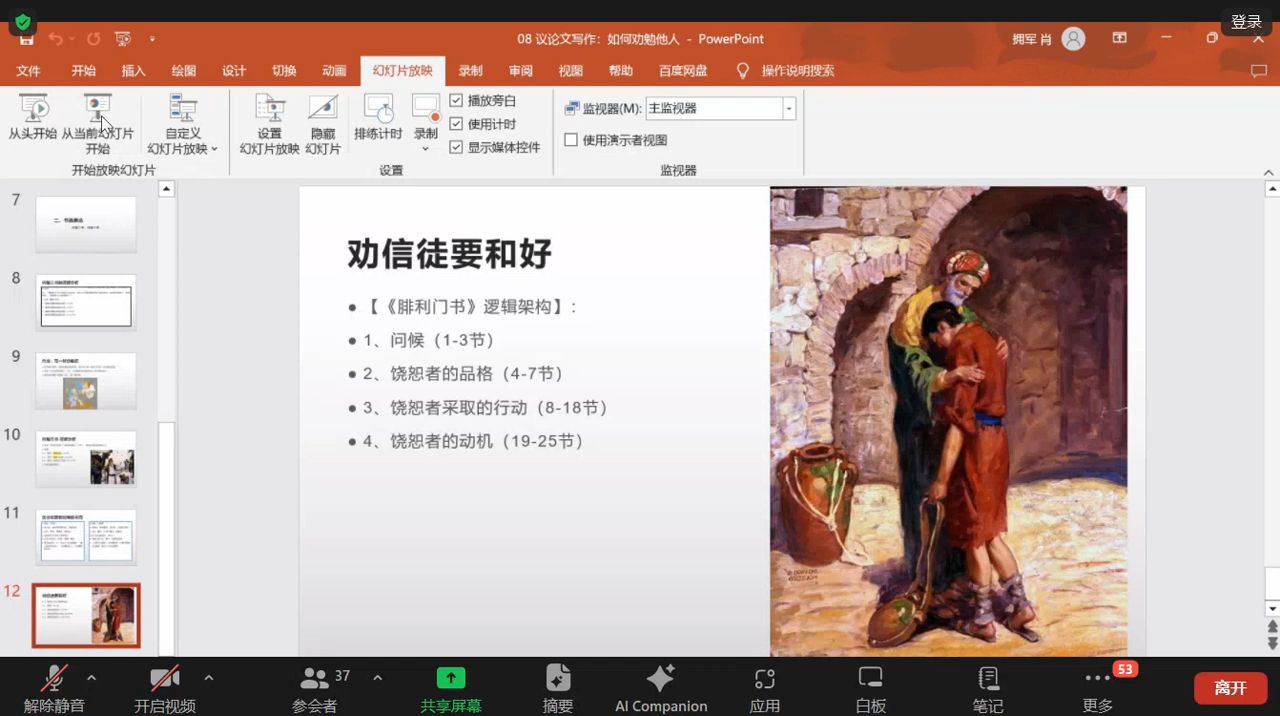 登录
08 议论文写作：如何劝勉他人 - PowerPoint
拥军 肖
文件 开始 插入 绘图 设计 切换 动画 幻灯片放映 录制 审阅 视图 帮助 百度网盘 操作说明搜索
从头开始
从当前幻灯片
开始
自定义
幻灯片放映
开始放映幻灯片
设置
幻灯片放映
隐藏
幻灯片
排练计时
录制
播放旁白
使用计时
显示媒体控件
设置
监视器(M): 主监视器
使用演示者视图
监视器
7
8
9
10
11
12
劝信徒要和好
• 【《腓利门书》逻辑架构】：
• 1、问候（1-3节）
• 2、饶恕者的品格（4-7节）
• 3、饶恕者采取的行动（8-18节）
• 4、饶恕者的动机（19-25节）
37
53
解除静音 开启视频 参会者 共享屏幕 摘要 AI Companion 应用 白板 笔记 更多 离开